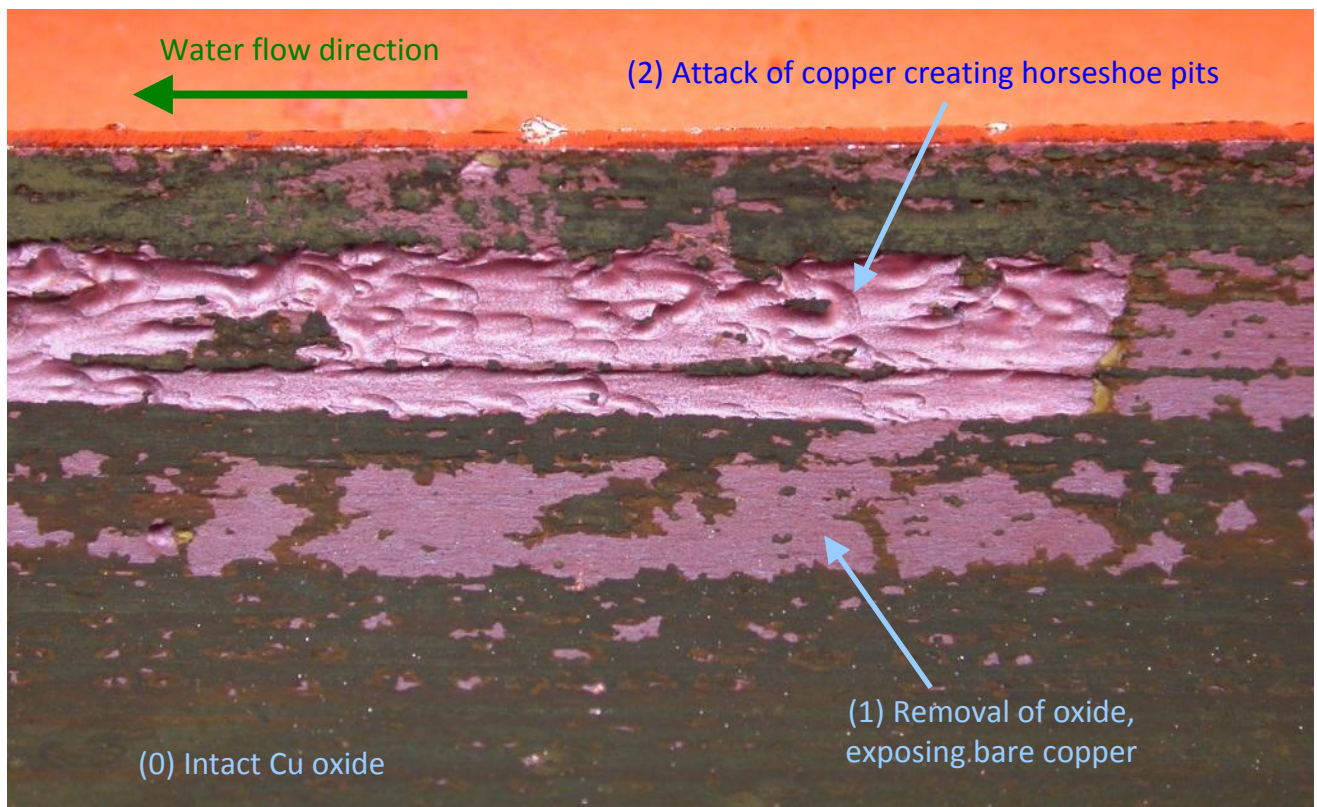 Water flow direction
(2) Attack of copper creating horseshoe pits
(1) Removal of oxide,
exposing bare copper
(0) Intact Cu oxide